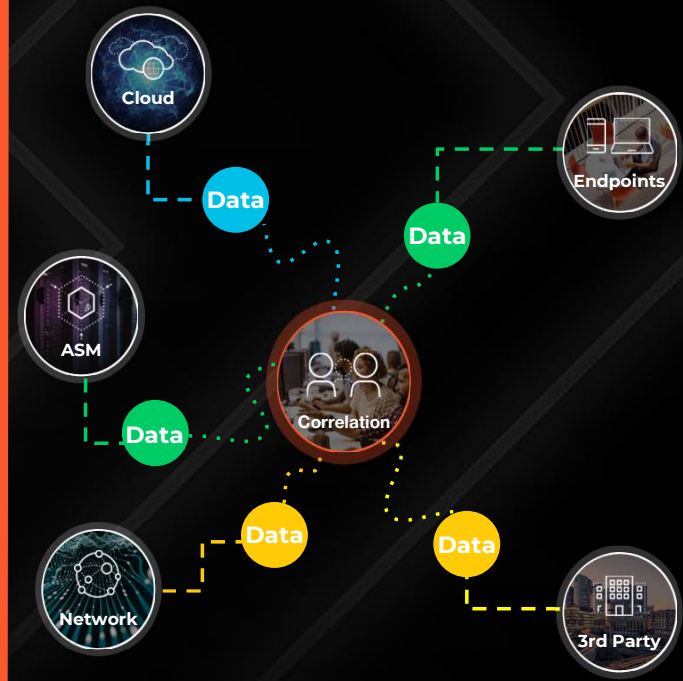 Cloud
Endpoints
Data
Data
ASM
Correlation
Data
Data
Data
Network
3rd Party